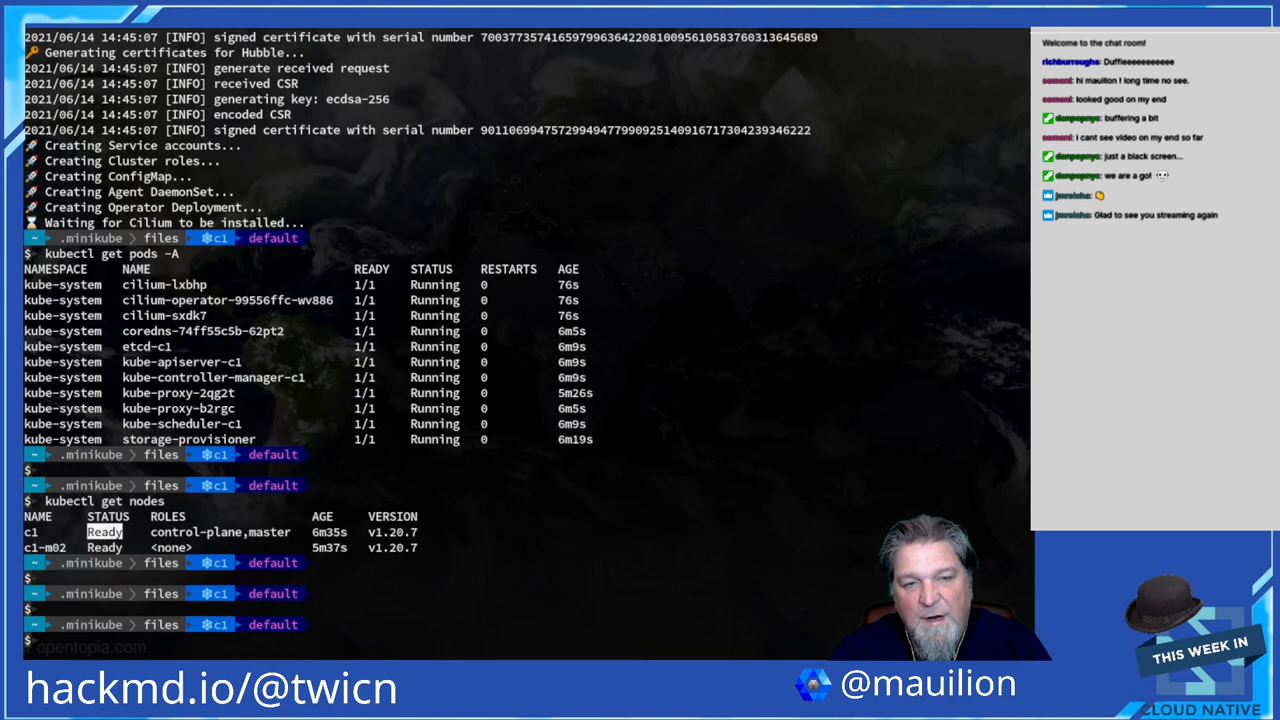 2021/06/14 14:45:07 [INFO] signed certificate with serial number 700377357416597996364220810095610583760313645689
Generating certificates for Hubble...
2021/06/14 14:45:07 [INFO] generate received request
2021/06/14 14:45:07 [INFO] received CSR
2021/06/14 14:45:07 [INFO] generating key: ecdsa-256
2021/06/14 14:45:07 [INFO] encoded CSR
2021/06/14 14:45:07 [INFO] signed certificate with serial number 901106994757299494779909251409167173042393462​22
Creating Service accounts...
Creating Cluster roles...
Creating ConfigMap...
Creating Agent DaemonSet...
Creating Operator Deployment...
Waiting for Cilium to be installed...
~ .minikube files c1 default
$ kubectl get pods -A
NAMESPACE NAME READY STATUS RESTARTS AGE
kube-system cilium-lxbhp 1/1 Running 0 76s
kube-system cilium-operator-99556ffc-wv886 1/1 Running 0 76s
kube-system cilium-sxdk7 1/1 Running 0 76s
kube-system coredns-74ff55c5b-62pt2 1/1 Running 0 6m5s
kube-system etcd-c1 1/1 Running 0 6m9s
kube-system kube-apiserver-c1 1/1 Running 0 6m9s
kube-system kube-controller-manager-c1 1/1 Running 0 6m9s
kube-system kube-proxy-2qg2t 1/1 Running 0 5m26s
kube-system kube-proxy-b2rgc 1/1 Running 0 6m5s
kube-system kube-scheduler-c1 1/1 Running 0 6m9s
kube-system storage-provisioner 1/1 Running 0 6m19s
~ .minikube files c1 default
$
~ .minikube files c1 default
$ kubectl get nodes
NAME STATUS ROLES AGE VERSION
c1 Ready control-plane,master 6m35s v1.20.7
c1-m02 Ready <none> 5m37s v1.20.7
~ .minikube files c1 default
$
~ .minikube files c1 default
$
~ .minikube files c1 default
$
opentopia.com
Welcome to the chat room!
richburroughs: Duffieeeeeeeeeee
hi mauilion ! long time no see.
looked good on my end
buffering a bit
i cant see video on my end so far
just a black screen...
we are a go!
Glad to see you streaming again
hackmd.io/@twicn
@mauilion
THIS WEEK IN
CLOUD NATIVE